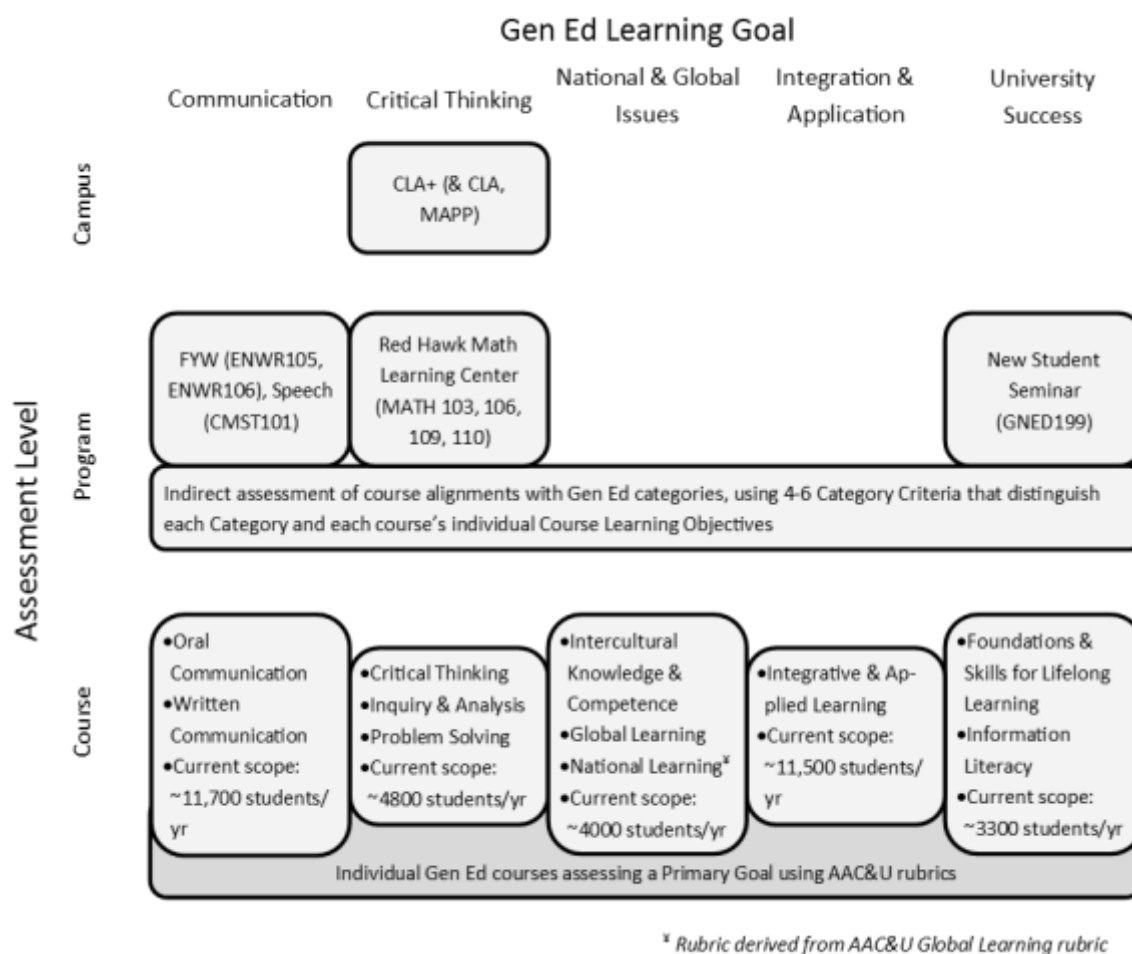 Gen Ed Learning Goal
Communication
Critical Thinking
National & Global
Issues
Integration &
Application
University
Success
Assessment Level
Campus
CLA+ (& CLA,
MAPP)
Program
FYW (ENWR105,
ENWR106), Speech
(CMST101)
Red Hawk Math
Learning Center
(MATH 103, 106,
109, 110)
New Student
Seminar
(GNED199)
Indirect assessment of course alignments with Gen Ed categories, using 4-6 Category Criteria that distinguish
each Category and each course's individual Course Learning Objectives
Course
•Oral
Communication
•Written
Communication
•Current scope:
~11,700 students/
yr
•Critical Thinking
•Inquiry & Analysis
•Problem Solving
•Current scope:
~4800 students/yr
•Intercultural
Knowledge &
Competence
•Global Learning
•National Learning¥
•Current scope:
~4000 students/yr
•Integrative & Ap-
plied Learning
•Current scope:
~11,500 students/
yr
•Foundations &
Skills for Lifelong
Learning
•Information
Literacy
•Current scope:
~3300 students/yr
Individual Gen Ed courses assessing a Primary Goal using AAC&U rubrics
¥ Rubric derived from AAC&U Global Learning rubric